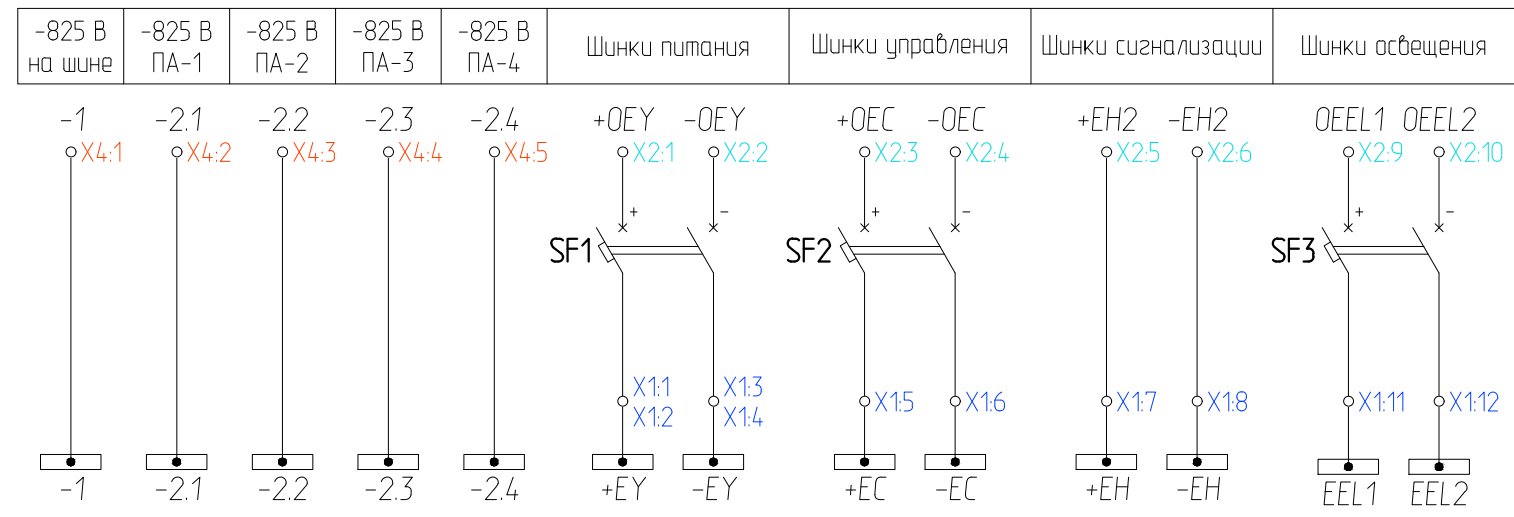 -825 В на шине
-825 В ПА-1
-825 В ПА-2
-825 В ПА-3
-825 В ПА-4
Шинки питания
Шинки управления
Шинки сигнализации
Шинки освещения
-1 -2.1 -2.2 -2.3 -2.4 +0EY -0EY +0EC -0EC +EH2 -EH2 0EEL1 0EEL2
X4:1 X4:2 X4:3 X4:4 X4:5 X2:1 X2:2 X2:3 X2:4 X2:5 X2:6 X2:9 X2:10
+ - + - + -
SF1 SF2 SF3
X1:1 X1:3
X1:2 X1:4
X1:5 X1:6 X1:7 X1:8 X1:11 X1:12
-1 -2.1 -2.2 -2.3 -2.4 +EY -EY +EC -EC +EH -EH EEL1 EEL2